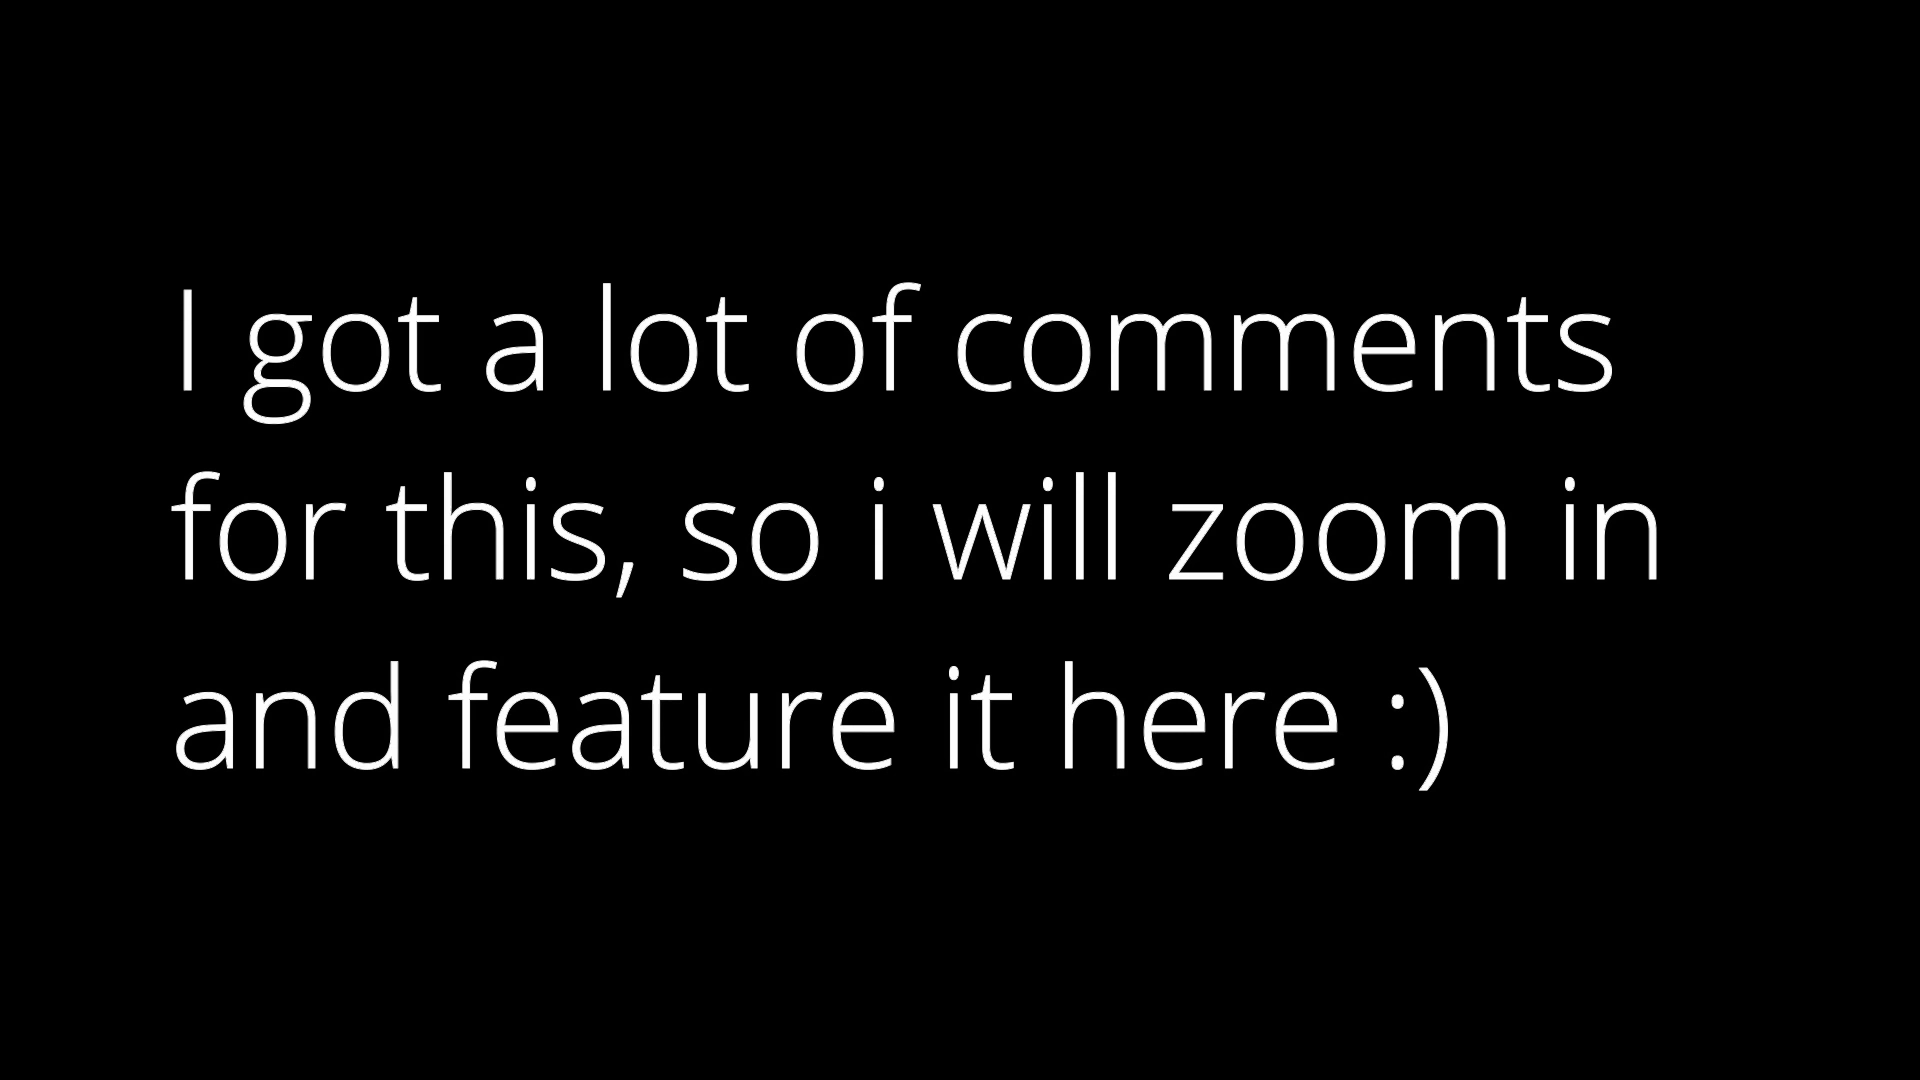 I got a lot of comments
for this, so i will zoom in
and feature it here :)